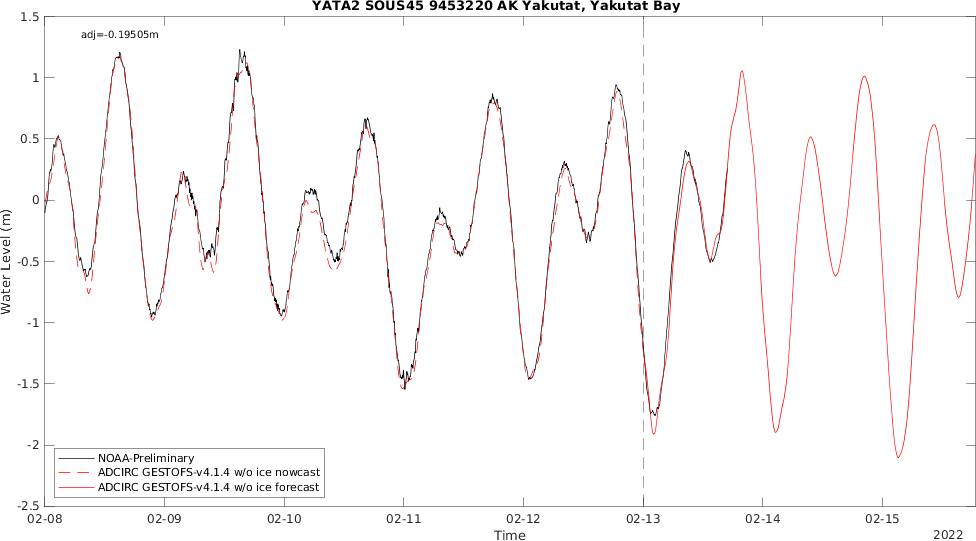 YATA2 SOUS45 9453220 AK Yakutat, Yakutat Bay
adj=-0.19505m
1.5
1
0.5
0
-0.5
-1
-1.5
-2
-2.5
Water Level (m)
NOAA-Preliminary
ADCIRC GESTOFS-v4.1.4 w/o ice nowcast
ADCIRC GESTOFS-v4.1.4 w/o ice forecast
02-08 02-09 02-10 02-11 02-12 02-13 02-14 02-15
Time
2022